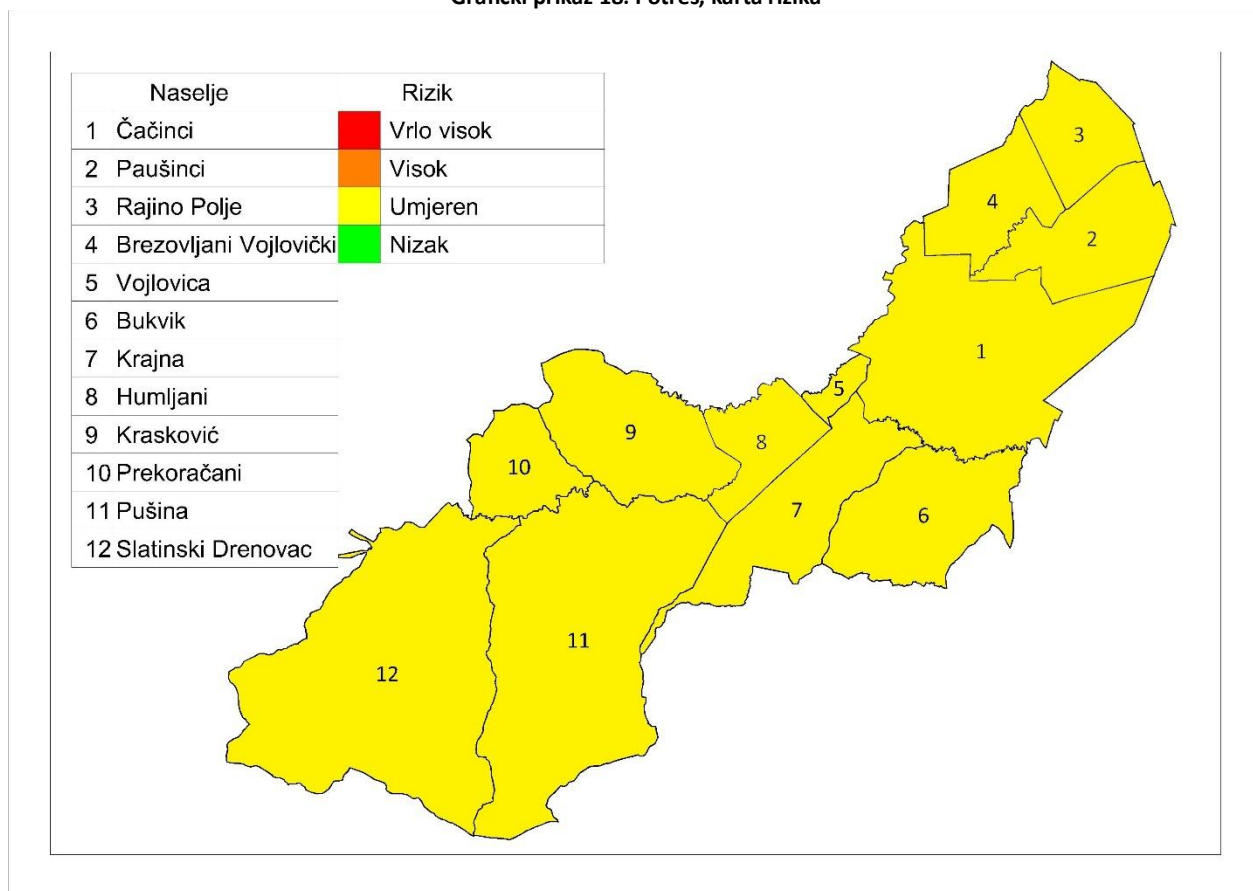 Grafički prikaz 18. Potres, karta rizika
Naselje Rizik
1 Čačinci Vrlo visok
2 Paušinci Visok
3 Rajino Polje Umjeren
4 Brezovljani Vojlovički Nizak
5 Vojlovica
6 Bukvik
7 Krajna
8 Humljani
9 Krasković
10 Prekoračani
11 Pušina
12 Slatinski Drenovac
3
4
2
1
5
9
8
10
7
6
11
12